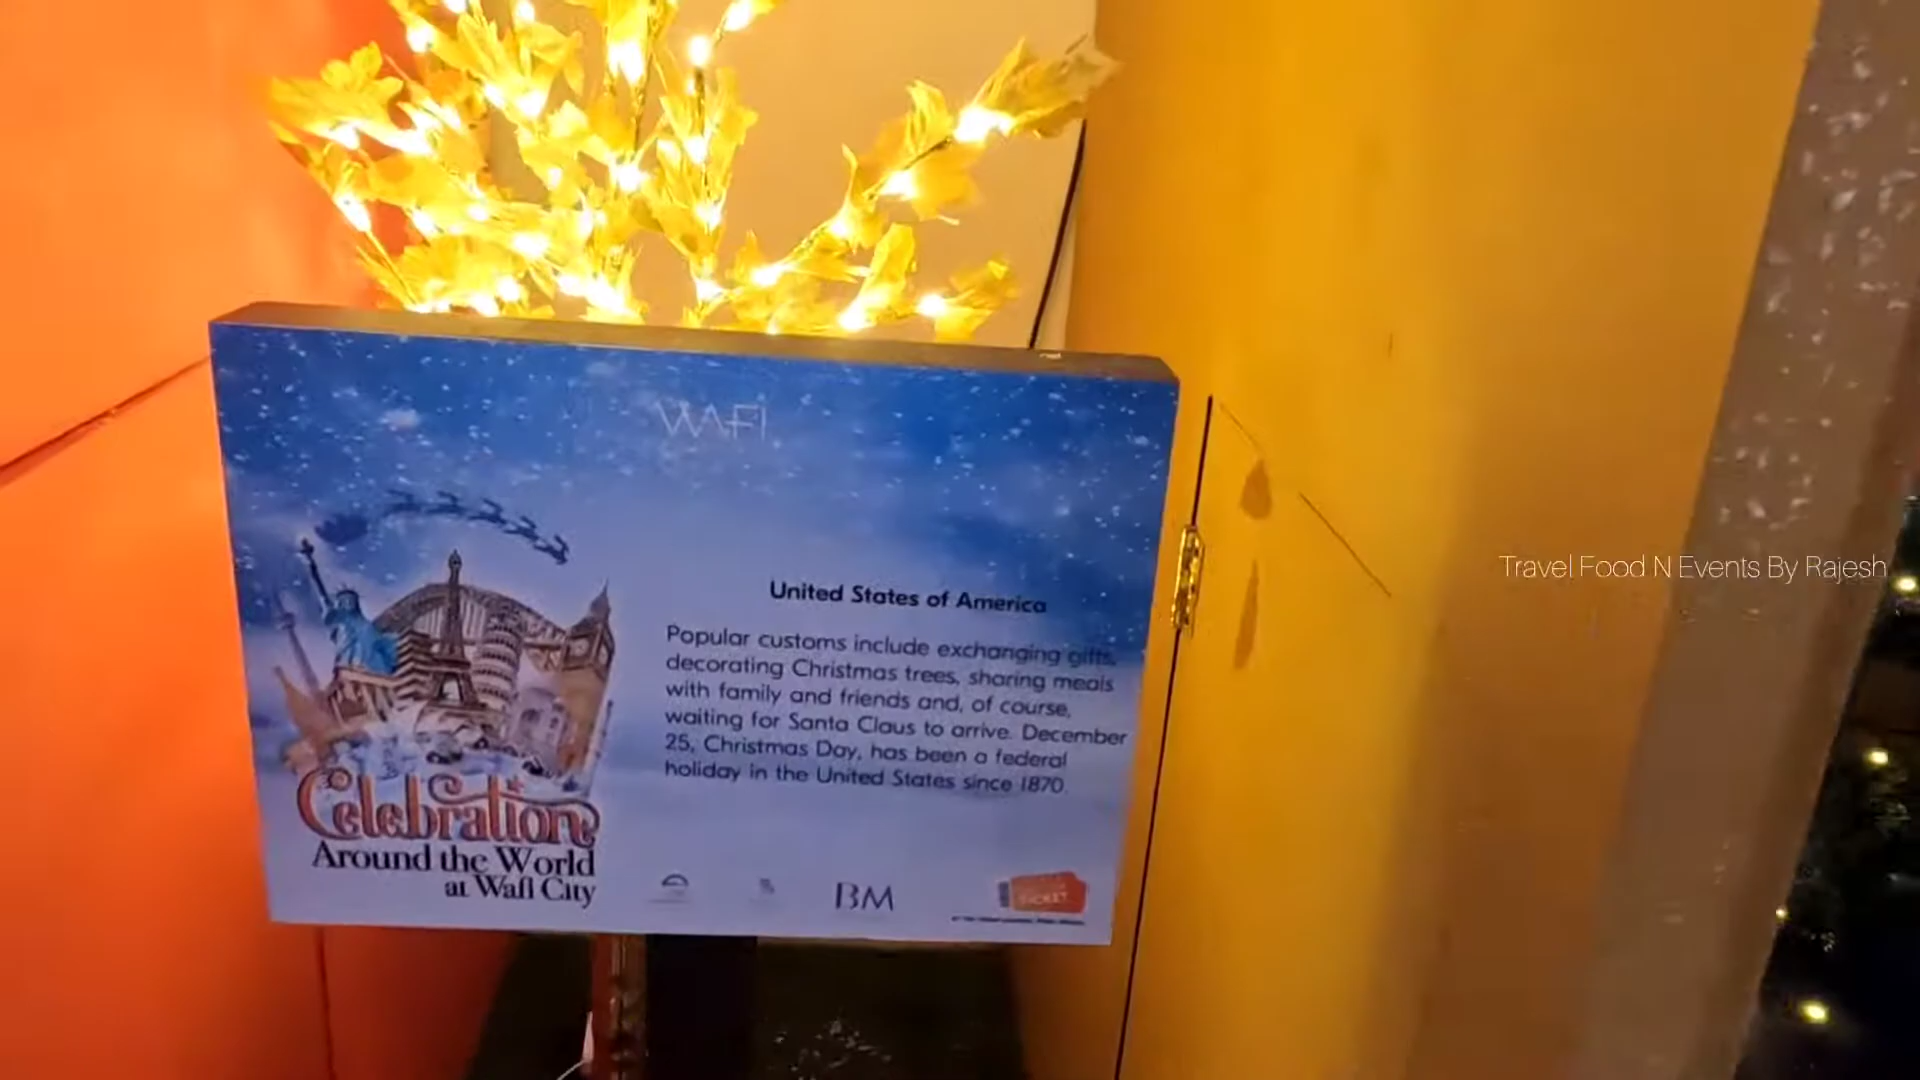 WAFI
United States of America
Popular customs include exchanging gifts,
decorating Christmas trees, sharing meals
with family and friends and, of course,
waiting for Santa Claus to arrive. December
25, Christmas Day, has been a federal
holiday in the United States since 1870.
Celebration
Around the World
at Wafi City
BM
TICKET
Travel Food N Events By Rajesh